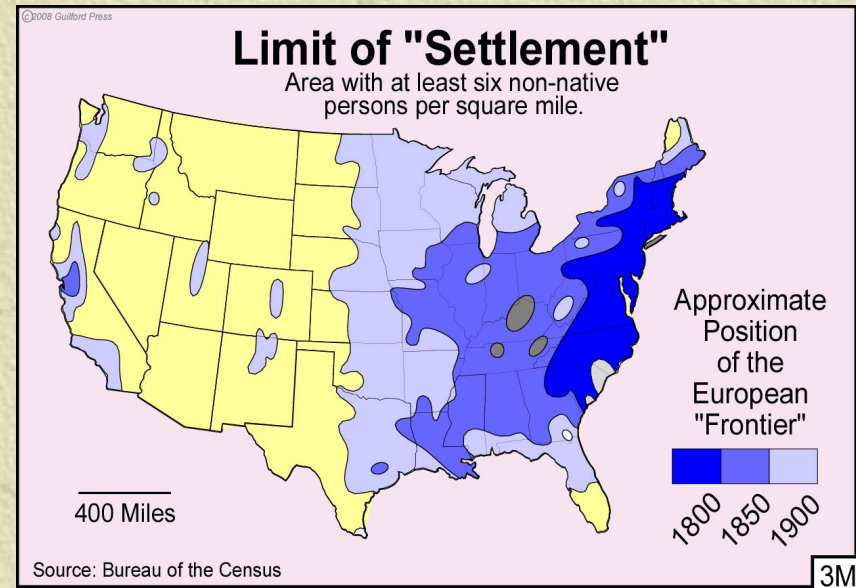 ©2008 Guilford Press
Limit of "Settlement"
Area with at least six non-native
persons per square mile.
Approximate
Position
of the
European
"Frontier"
1800 1850 1900
400 Miles
Source: Bureau of the Census
3M